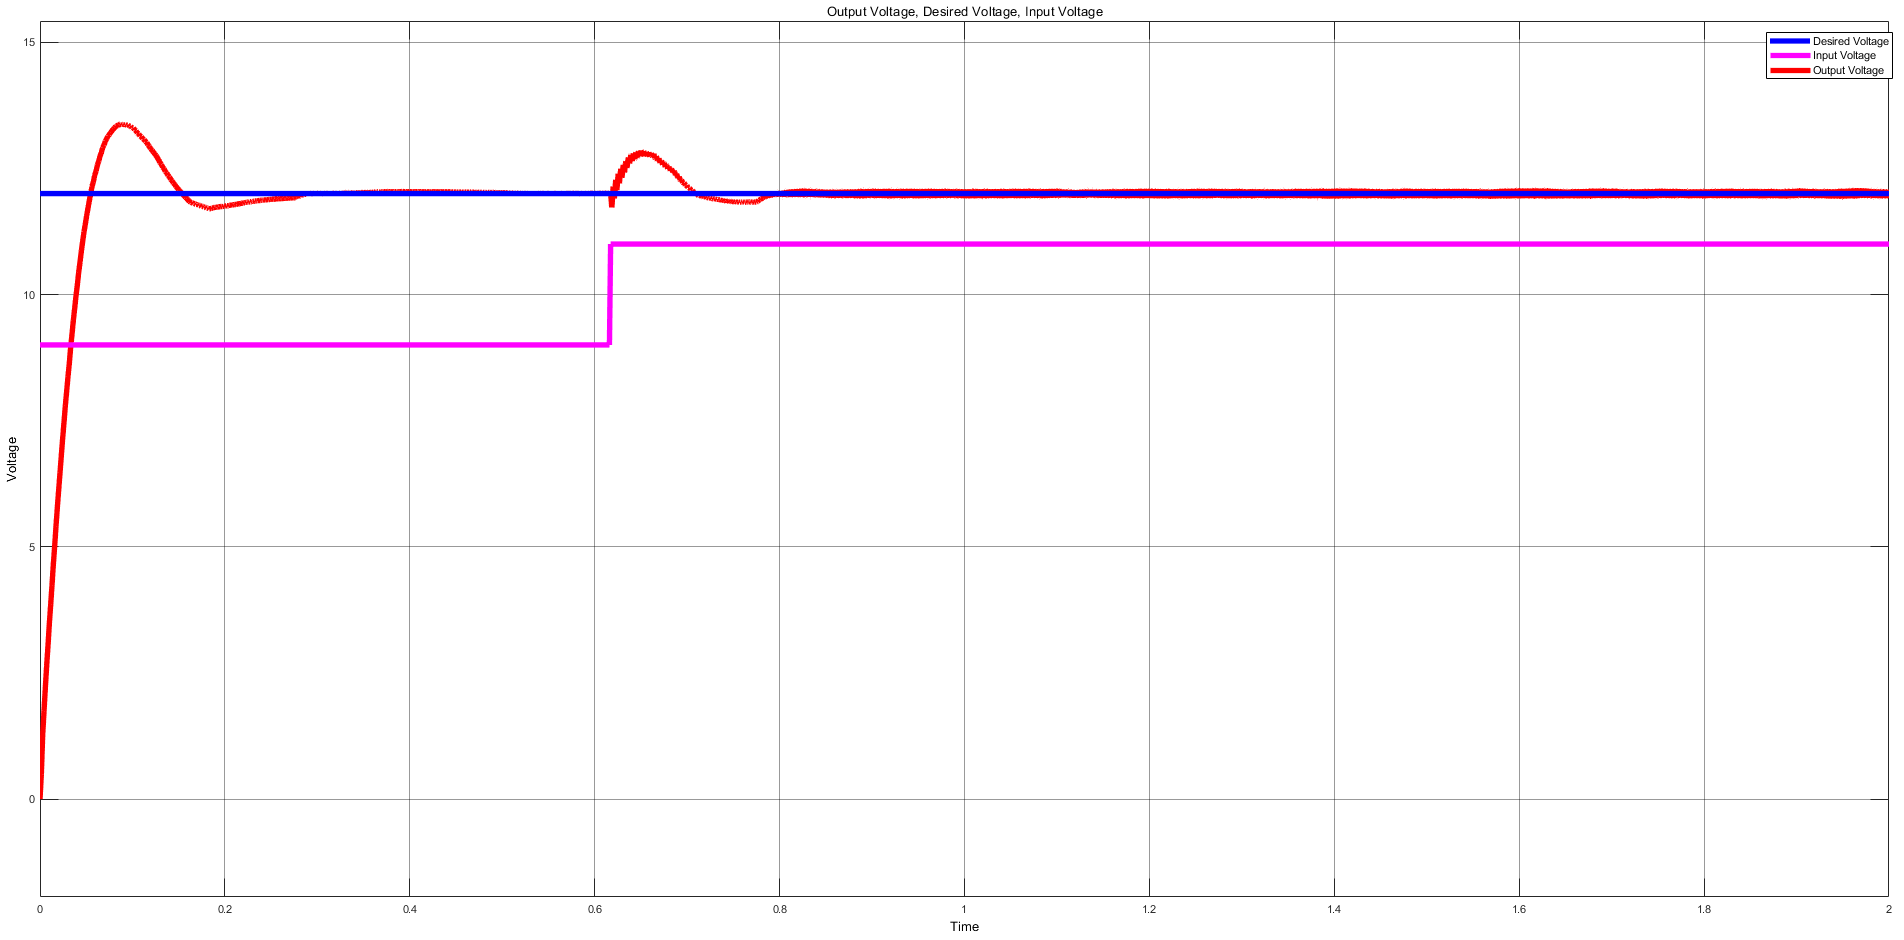 Output Voltage, Desired Voltage, Input Voltage
Desired Voltage
Input Voltage
Output Voltage
15
10
5
0
Voltage
0 0.2 0.4 0.6 0.8 1 1.2 1.4 1.6 1.8 2
Time